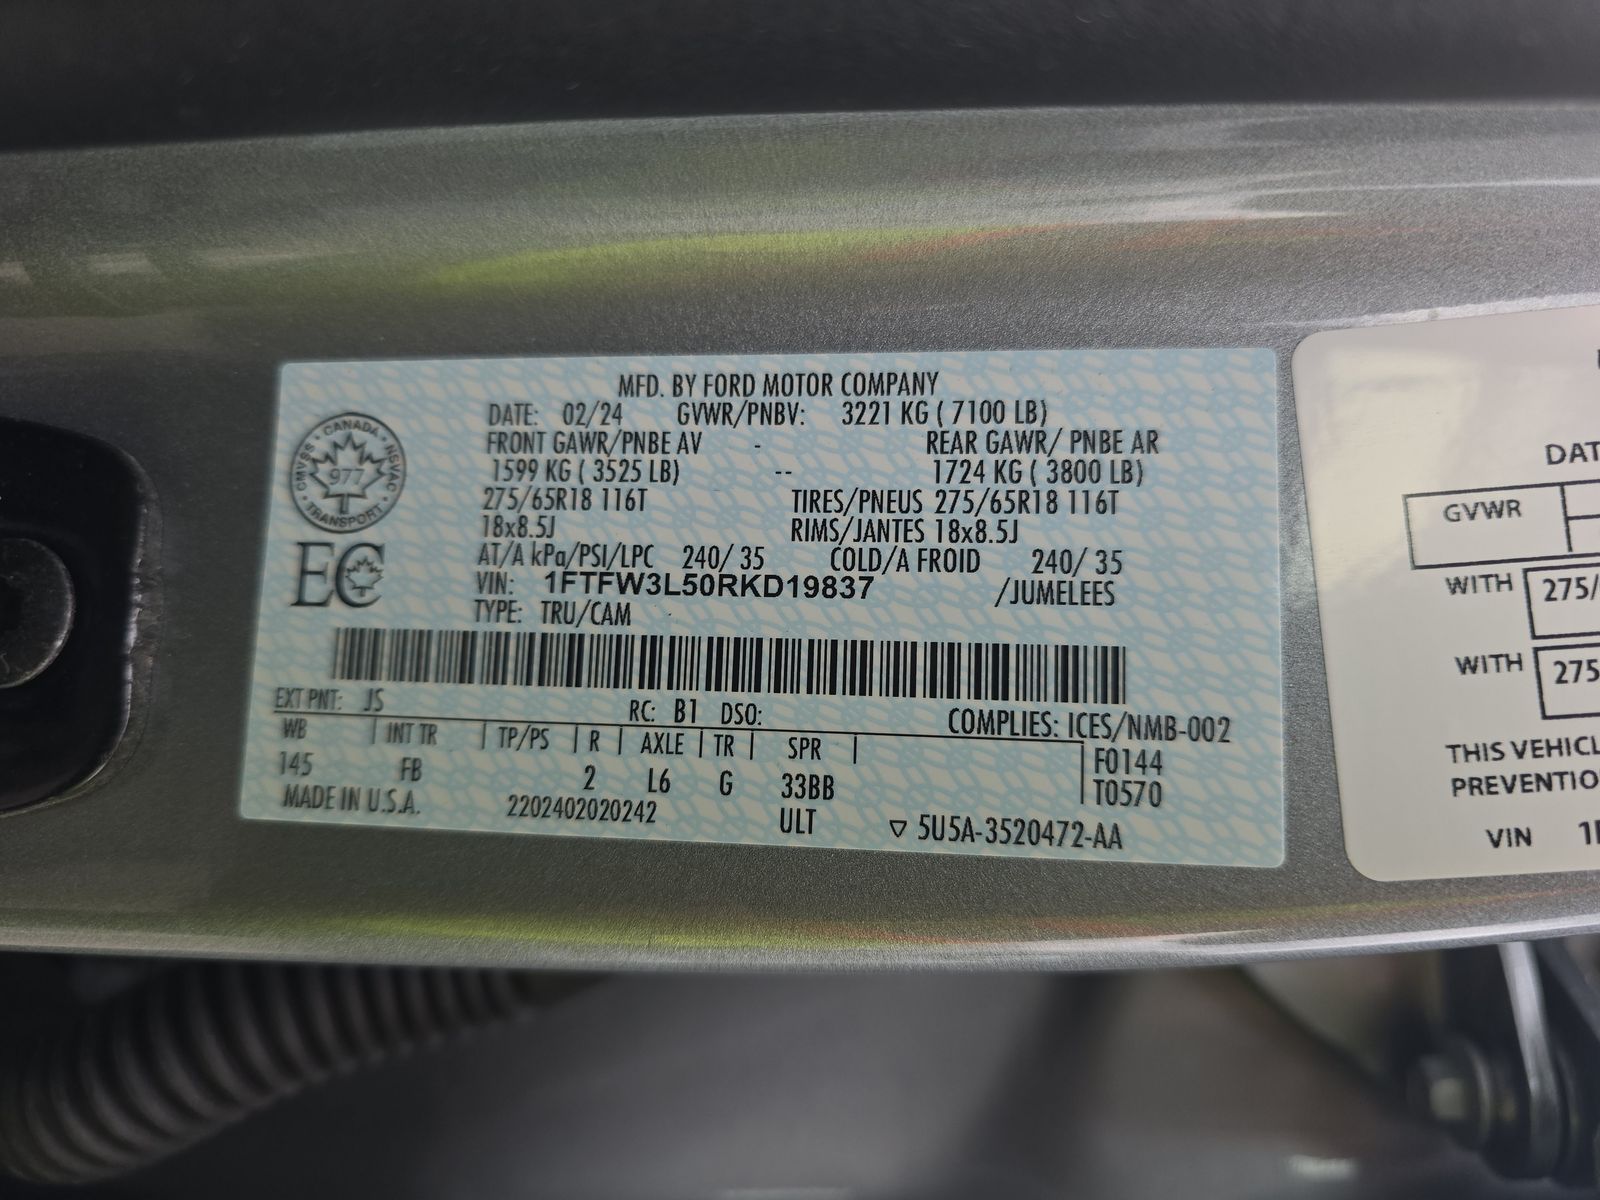 MFD. BY FORD MOTOR COMPANY
DATE: 02/24 GVWR/PNBV: 3221 KG ( 7100 LB)
FRONT GAWR/PNBE AV - REAR GAWR/ PNBE AR
1599 KG ( 3525 LB) -- 1724 KG ( 3800 LB)
275/65R18 116T TIRES/PNEUS 275/65R18 116T
18x8.5J RIMS/JANTES 18x8.5J
AT/A kPa/PSI/LPC 240/ 35 COLD/A FROID 240/ 35
VIN: 1FTFW3L50RKD19837 /JUMELEES
TYPE: TRU/CAM
CANADA
CMVSS 977 NSVAC
TRANSPORT
EC
EXT PNT: JS RC: B1 DSO: COMPLIES: ICES/NMB-002
WB | INT TR | TP/PS | R | AXLE | TR | SPR | F0144
145 FB 2 L6 G 33BB T0570
MADE IN U.S.A. 2202402020242 ULT ▽ 5U5A-3520472-AA
DAT
GVWR
WITH 275/
WITH 275
THIS VEHICL
PREVENTIO
VIN 1